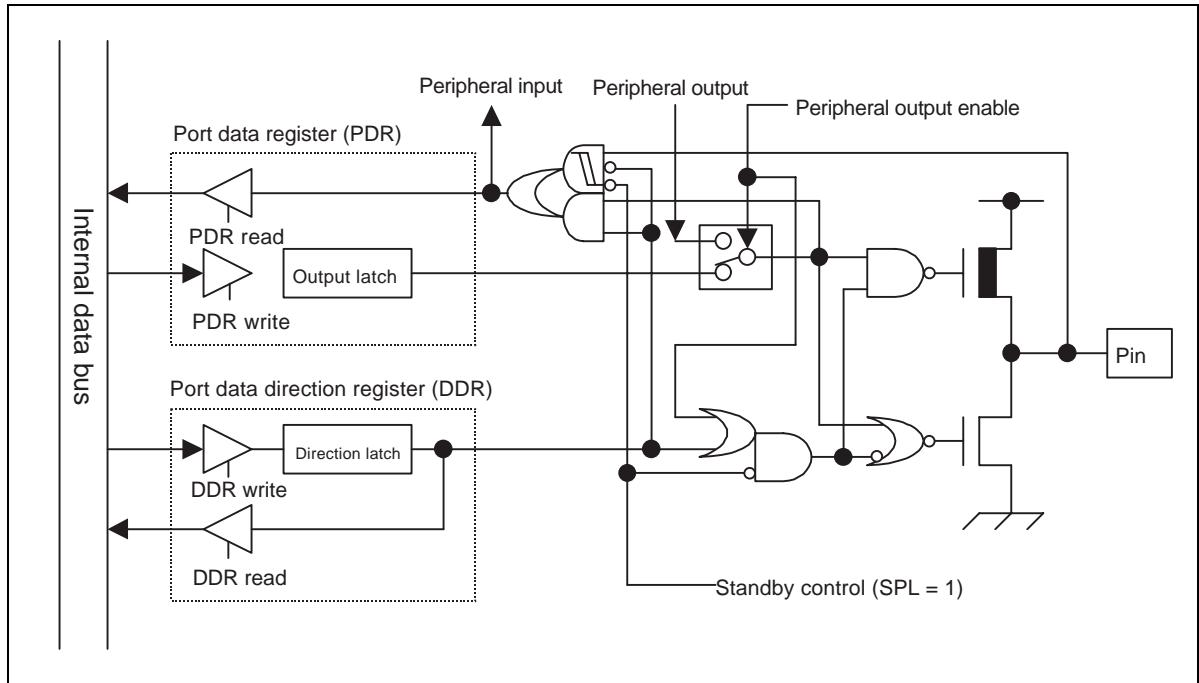 Peripheral input
Peripheral output
Peripheral output enable
Port data register (PDR)
Internal data bus
PDR read
Output latch
PDR write
Pin
Port data direction register (DDR)
Direction latch
DDR write
DDR read
Standby control (SPL = 1)